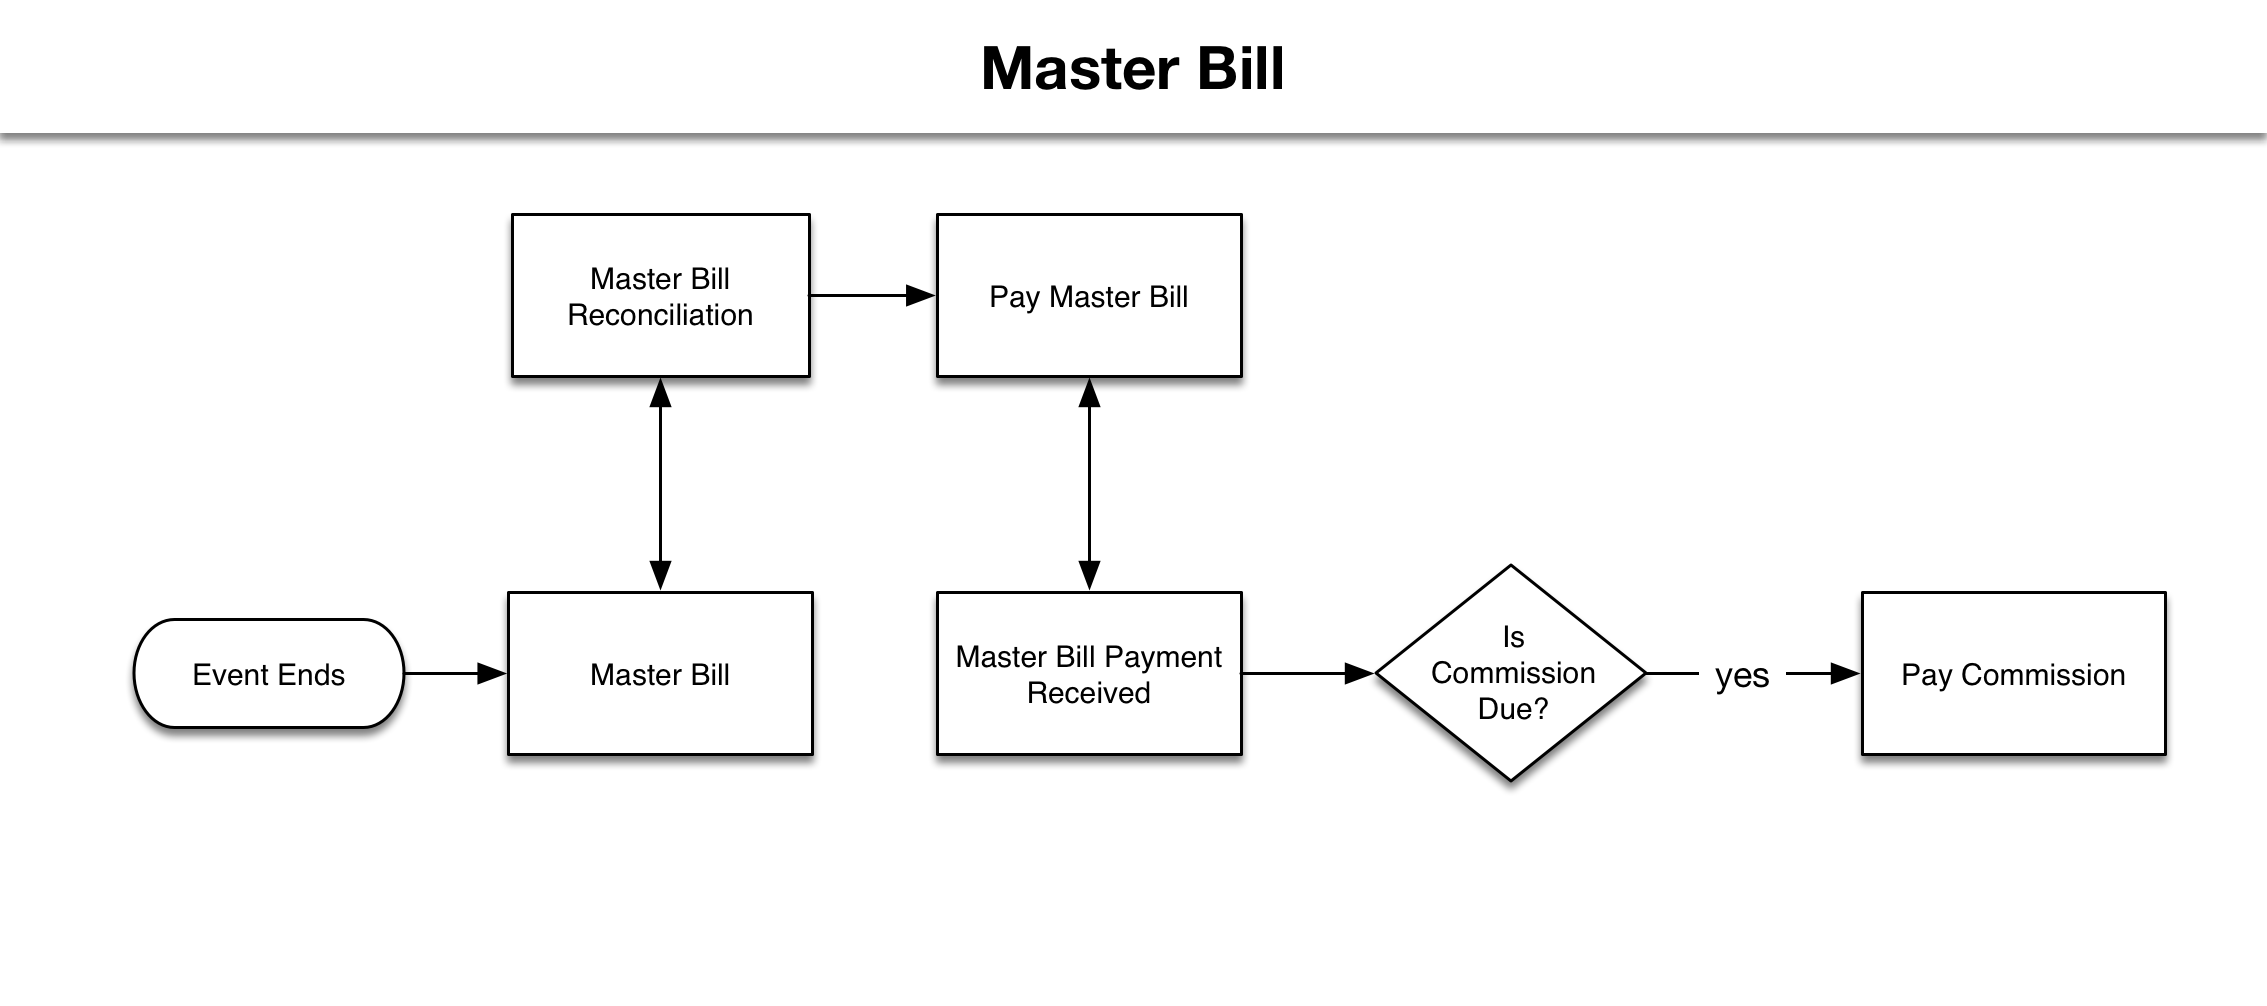 Master Bill
Master Bill
Reconciliation
Pay Master Bill
Event Ends
Master Bill
Master Bill Payment
Received
Is
Commission
Due?
yes
Pay Commission